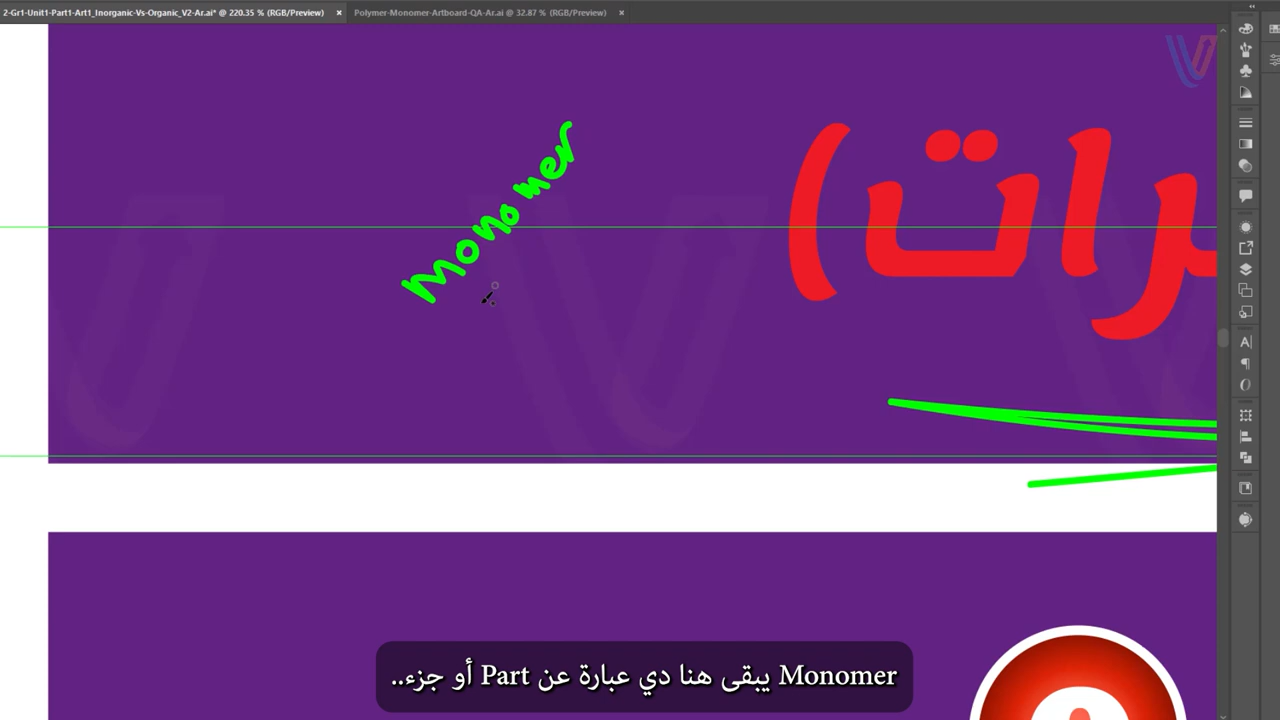 2-Gr1-Unit1-Part1-Art1_Inorganic-Vs-Organic_V2-Ar.ai* @ 220.35 % (RGB/Preview)
Polymer-Monomer-Artboard-QA-Ar.ai @ 32.87 % (RGB/Preview)
Monomer
رات)
Monomer يبقى هنا دي عبارة عن Part أو جزء..